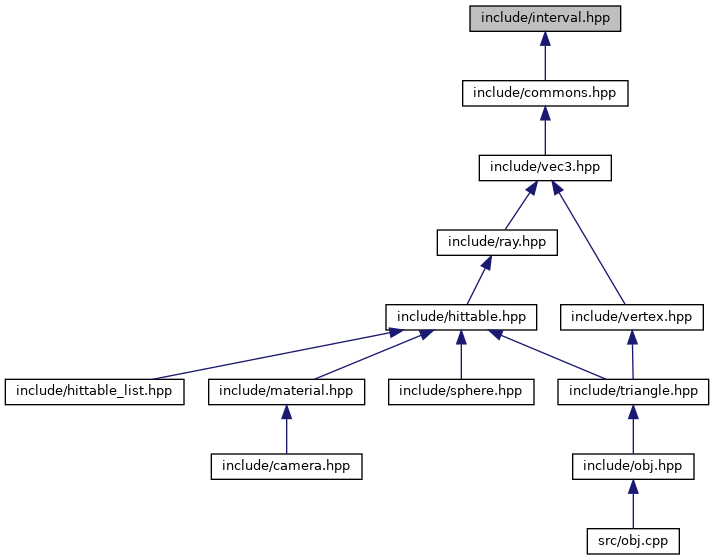 include/interval.hpp
include/commons.hpp
include/vec3.hpp
include/ray.hpp
include/hittable.hpp
include/vertex.hpp
include/hittable_list.hpp
include/material.hpp
include/sphere.hpp
include/triangle.hpp
include/camera.hpp
include/obj.hpp
src/obj.cpp